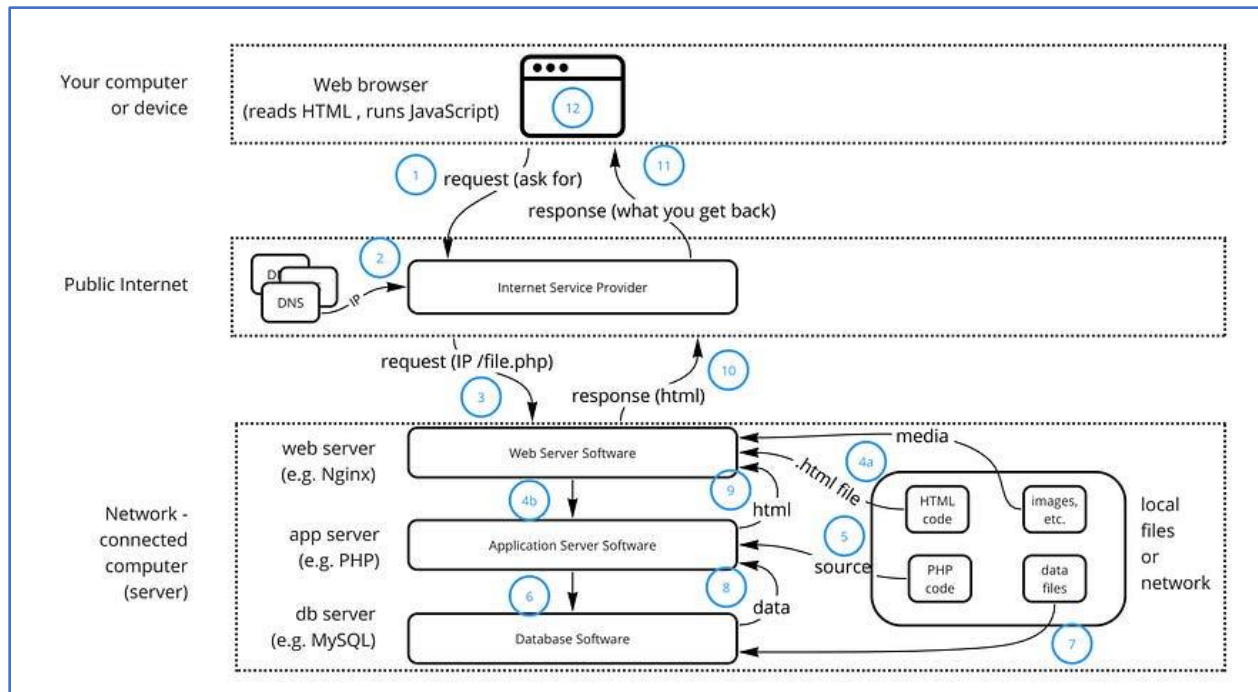 Your computer
or device
Web browser
(reads HTML , runs JavaScript)
12
1
request (ask for)
11
response (what you get back)
Public Internet
DNS
IP
2
Internet Service Provider
request (IP /file.php)
3
10
response (html)
Network -
connected
computer
(server)
web server
(e.g. Nginx)
Web Server Software
media
4a
.html file
4b
9
html
app server
(e.g. PHP)
Application Server Software
5
source
6
8
data
db server
(e.g. MySQL)
Database Software
HTML
code
images,
etc.
PHP
code
data
files
local
files
or
network
7